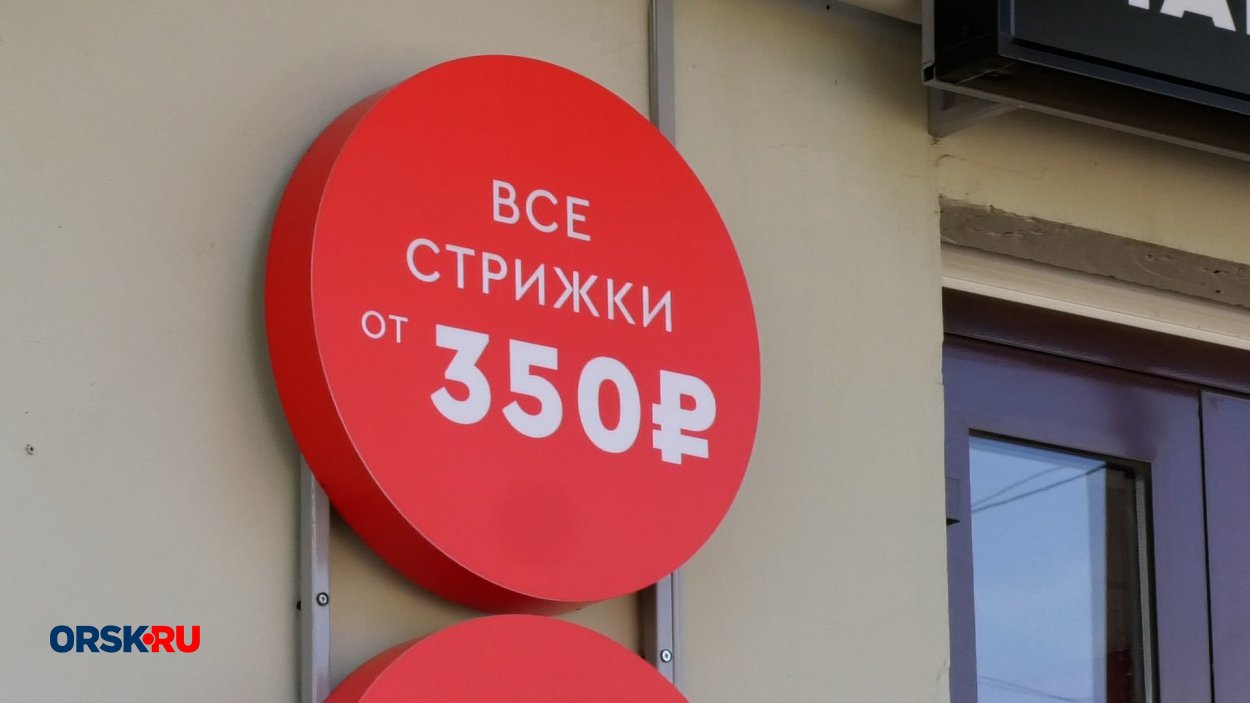 ВСЕ
СТРИЖКИ
ОТ 350₽
ORSK.RU